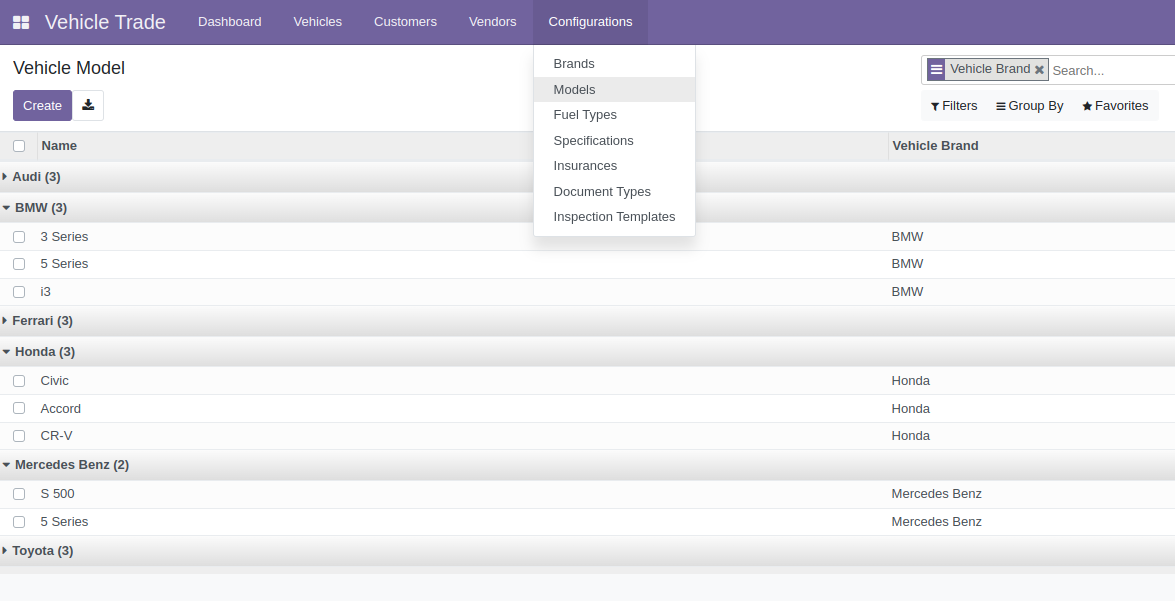 Vehicle Trade Dashboard Vehicles Customers Vendors Configurations
Vehicle Model
Vehicle Brand Search...
Create
Filters Group By Favorites
Brands
Models
Fuel Types
Specifications
Insurances
Document Types
Inspection Templates
Name Vehicle Brand
Audi (3)
BMW (3)
3 Series BMW
5 Series BMW
i3 BMW
Ferrari (3)
Honda (3)
Civic Honda
Accord Honda
CR-V Honda
Mercedes Benz (2)
S 500 Mercedes Benz
5 Series Mercedes Benz
Toyota (3)